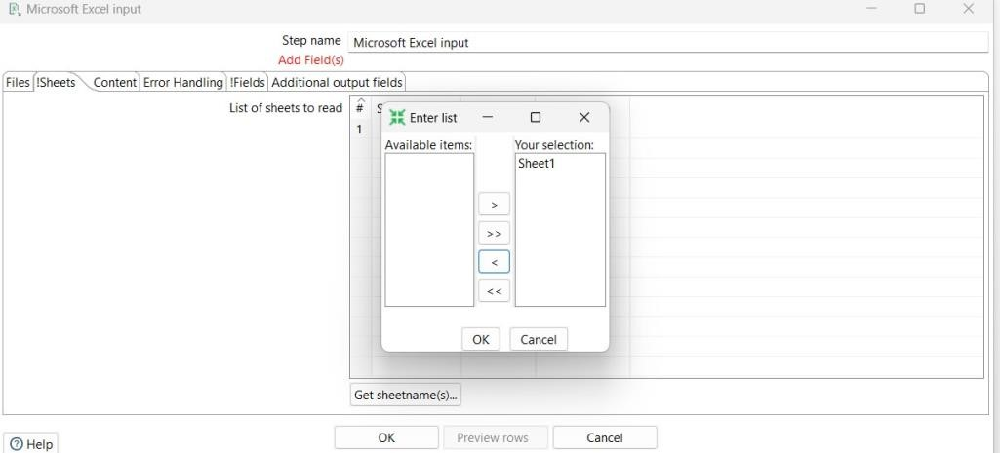 Microsoft Excel input
Step name Microsoft Excel input
Add Field(s)
Files !Sheets Content Error Handling !Fields Additional output fields
List of sheets to read # S
1
Enter list
Available items: Your selection:
Sheet1
>
>>
<
<<
OK Cancel
Get sheetname(s)...
Help OK Preview rows Cancel